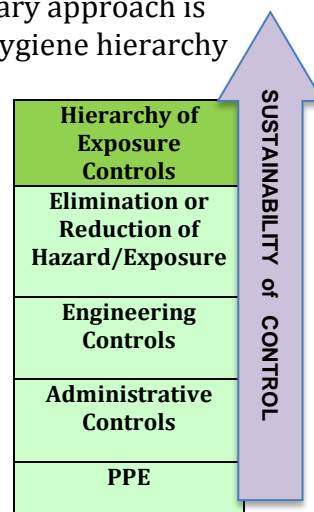 ary approach is
ygiene hierarchy
Hierarchy of
Exposure
Controls
Elimination or
Reduction of
Hazard/Exposure
Engineering
Controls
Administrative
Controls
PPE
SUSTAINABILITY of CONTROL